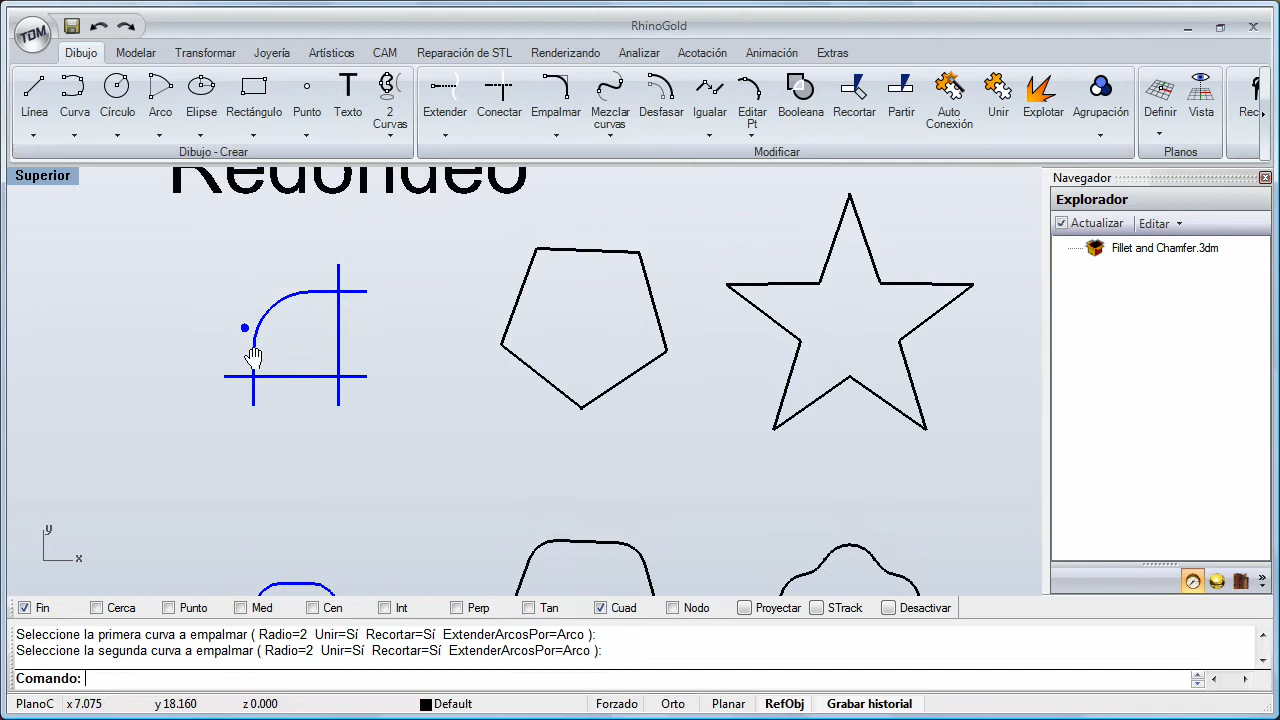 RhinoGold
TDM
Dibujo Modelar Transformar Joyería Artísticos CAM Reparación de STL Renderizando Analizar Acotación Animación Extras
Línea Curva Círculo Arco Elipse Rectángulo Punto Texto 2 Curvas Extender Conectar Empalmar Mezclar curvas Desfasar Igualar Editar Pt Booleana Recortar Partir Auto Conexión Unir Explotar Agrupación Definir Vista Rec
Dibujo - Crear Modificar Planos
Superior
Redondeo
Navegador
Explorador
Actualizar Editar
Fillet and Chamfer.3dm
y
x
Fin Cerca Punto Med Cen Int Perp Tan Cuad Nodo Proyectar STrack Desactivar
Seleccione la primera curva a empalmar ( Radio=2 Unir=Sí Recortar=Sí ExtenderArcosPor=Arco ):
Seleccione la segunda curva a empalmar ( Radio=2 Unir=Sí Recortar=Sí ExtenderArcosPor=Arco ):
Comando:
PlanoC x 7.075 y 18.160 z 0.000 Default Forzado Orto Planar RefObj Grabar historial